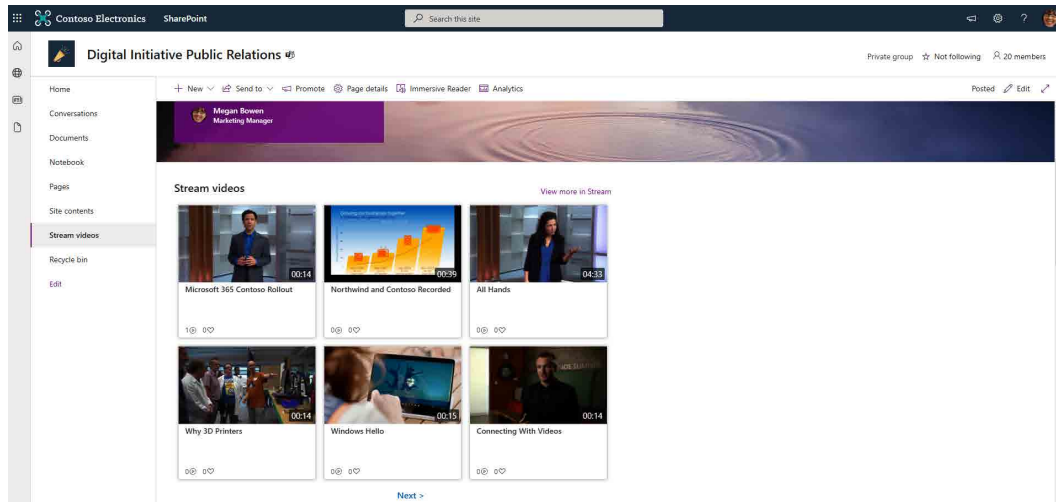 Contoso Electronics SharePoint Search this site ?
Digital Initiative Public Relations
Private group Not following 20 members
Home
Conversations
Documents
Notebook
Pages
Site contents
Stream videos
Recycle bin
Edit
New Send to Promote Page details Immersive Reader Analytics Posted Edit
Megan Bowen
Marketing Manager
Stream videos View more in Stream
00:14
Microsoft 365 Contoso Rollout
1 0
00:39
Northwind and Contoso Recorded
0 0
04:33
All Hands
0 0
00:14
Why 3D Printers
0 0
00:15
Windows Hello
0 0
00:14
Connecting With Videos
0 0
Next >